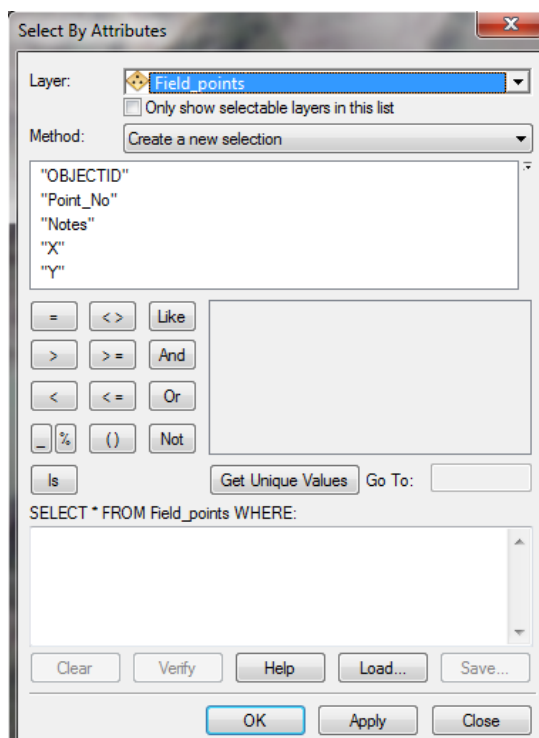 Select By Attributes
X
Layer: Field_points
Only show selectable layers in this list
Method: Create a new selection
"OBJECTID"
"Point_No"
"Notes"
"X"
"Y"
= < > Like
> > = And
< < = Or
_ % ( ) Not
Is Get Unique Values Go To:
SELECT * FROM Field_points WHERE:
Clear Verify Help Load... Save...
OK Apply Close